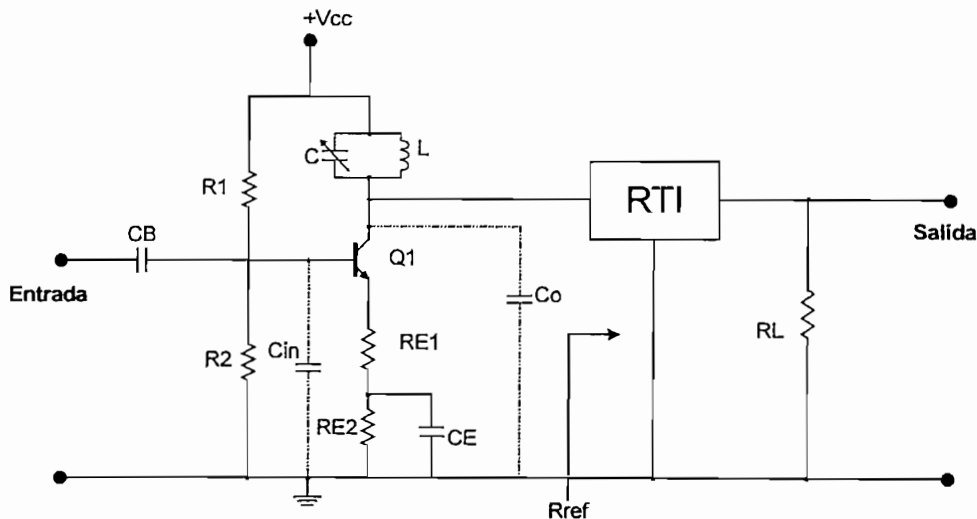 +Vcc
C
L
R1
RTI
CB
Q1
Salida
Entrada
Co
RE1
RL
R2
Cin
RE2
CE
Rref